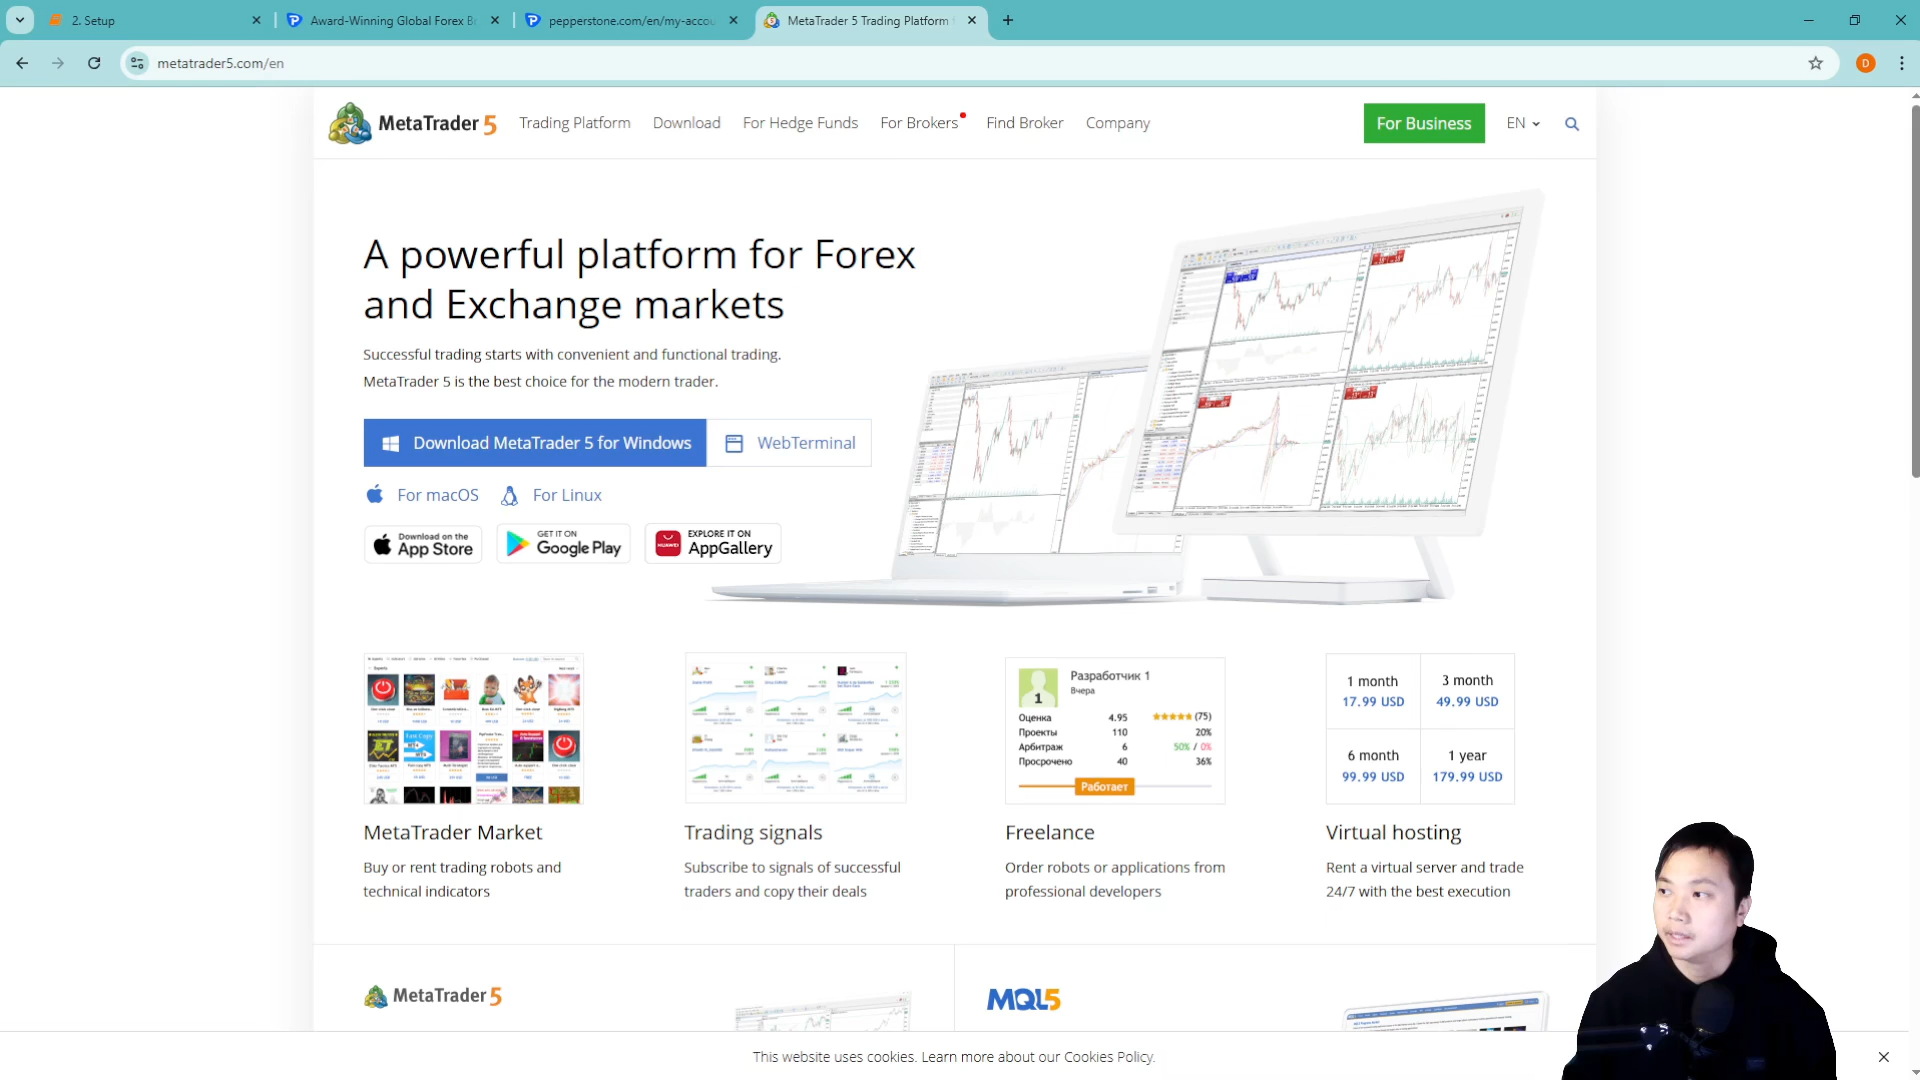 2. Setup
Award-Winning Global Forex Br
pepperstone.com/en/my-accou
MetaTrader 5 Trading Platform
metatrader5.com/en
D
MetaTrader 5
Trading Platform
Download
For Hedge Funds
For Brokers
Find Broker
Company
For Business
EN
A powerful platform for Forex
and Exchange markets
Successful trading starts with convenient and functional trading.
MetaTrader 5 is the best choice for the modern trader.
Download MetaTrader 5 for Windows
WebTerminal
For macOS
For Linux
Download on the
App Store
GET IT ON
Google Play
EXPLORE IT ON
AppGallery
HUAWEI
1 month
17.99 USD
3 month
49.99 USD
6 month
99.99 USD
1 year
179.99 USD
Разработчик 1
Вчера
1
Оценка 4.95 (75)
Проекты 110 20%
Арбитраж 6 50% / 0%
Просрочено 40 36%
Работает
MetaTrader Market
Buy or rent trading robots and
technical indicators
Trading signals
Subscribe to signals of successful
traders and copy their deals
Freelance
Order robots or applications from
professional developers
Virtual hosting
Rent a virtual server and trade
24/7 with the best execution
MetaTrader 5
MQL5
This website uses cookies. Learn more about our Cookies Policy.